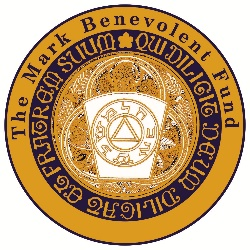 The Mark Benevolent Fund
QUI DILIGIT DEUM DILIGAT ET FRATREM SUUM